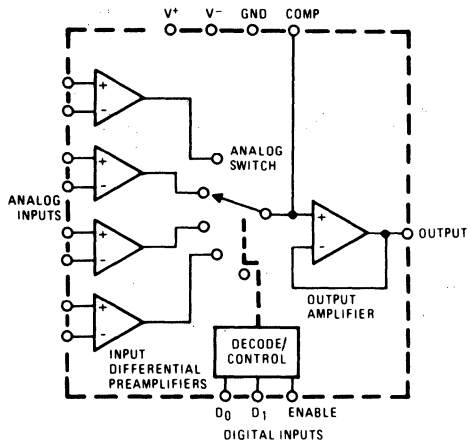 V+ V- GND COMP
+
-
ANALOG
SWITCH
+
-
ANALOG
INPUTS
+
-
OUTPUT
+
-
+
-
OUTPUT
AMPLIFIER
INPUT
DIFFERENTIAL
PREAMPLIFIERS
DECODE/
CONTROL
D0 D1 ENABLE
DIGITAL INPUTS